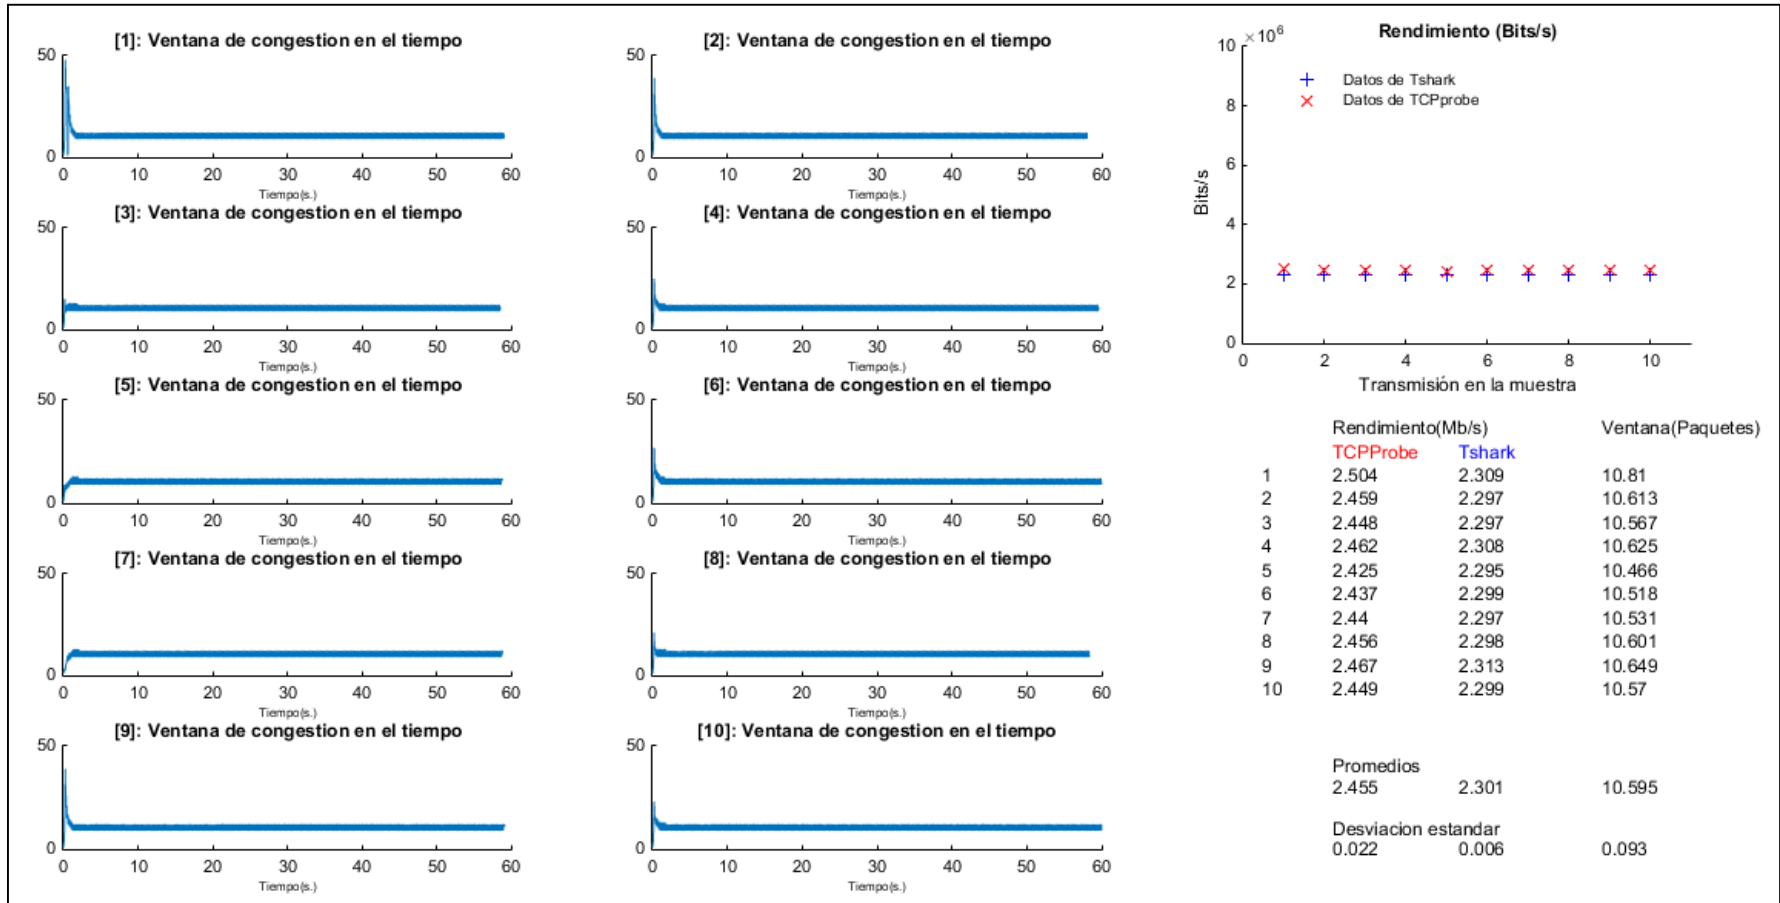 [1]: Ventana de congestion en el tiempo
50
0
0 10 20 30 40 50 60
Tiempo(s.)
[2]: Ventana de congestion en el tiempo
50
0
0 10 20 30 40 50 60
Tiempo(s.)
[3]: Ventana de congestion en el tiempo
50
0
0 10 20 30 40 50 60
Tiempo(s.)
[4]: Ventana de congestion en el tiempo
50
0
0 10 20 30 40 50 60
Tiempo(s.)
[5]: Ventana de congestion en el tiempo
50
0
0 10 20 30 40 50 60
Tiempo(s.)
[6]: Ventana de congestion en el tiempo
50
0
0 10 20 30 40 50 60
Tiempo(s.)
[7]: Ventana de congestion en el tiempo
50
0
0 10 20 30 40 50 60
Tiempo(s.)
[8]: Ventana de congestion en el tiempo
50
0
0 10 20 30 40 50 60
Tiempo(s.)
[9]: Ventana de congestion en el tiempo
50
0
0 10 20 30 40 50 60
Tiempo(s.)
[10]: Ventana de congestion en el tiempo
50
0
0 10 20 30 40 50 60
Tiempo(s.)
Rendimiento (Bits/s)
×10⁶
10
8
6
4
2
0
Bits/s
Datos de Tshark
Datos de TCPprobe
0 2 4 6 8 10
Transmisión en la muestra
Rendimiento(Mb/s) Ventana(Paquetes)
TCPProbe Tshark
1 2.504 2.309 10.81
2 2.459 2.297 10.613
3 2.448 2.297 10.567
4 2.462 2.308 10.625
5 2.425 2.295 10.466
6 2.437 2.299 10.518
7 2.44 2.297 10.531
8 2.456 2.298 10.601
9 2.467 2.313 10.649
10 2.449 2.299 10.57
Promedios
2.455 2.301 10.595
Desviacion estandar
0.022 0.006 0.093